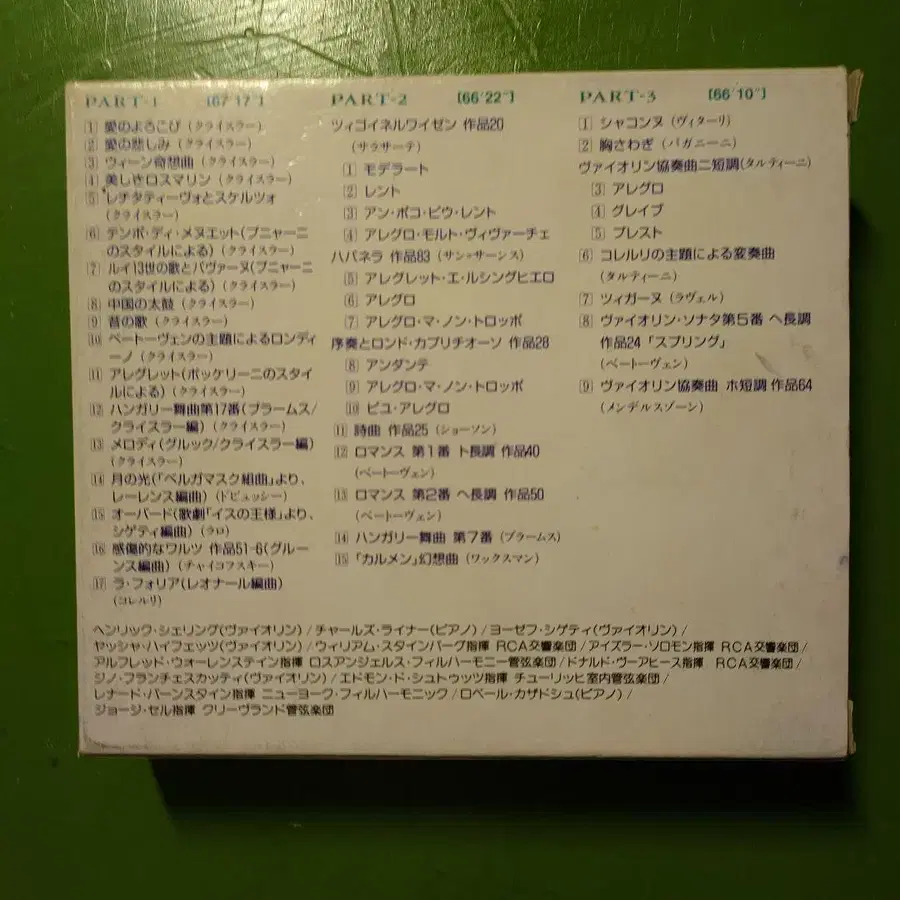 PART-1 [67'17"]
1 愛のよろこび (クライスラー)
2 愛の悲しみ (クライスラー)
3 ウィーン奇想曲 (クライスラー)
4 美しきロスマリン (クライスラー)
5 レチタティーヴォとスケルツォ
(クライスラー)
6 テンポ・ディ・メヌエット(プニャーニ
のスタイルによる) (クライスラー)
7 ルイ13世の歌とパヴァーヌ(プニャーニ
のスタイルによる) (クライスラー)
8 中国の太鼓 (クライスラー)
9 昔の歌 (クライスラー)
10 ベートーヴェンの主題によるロンディ
ーノ (クライスラー)
11 アレグレット(ボッケリーニのスタイ
ルによる) (クライスラー)
12 ハンガリー舞曲第17番(ブラームス/
クライスラー編) (クライスラー)
13 メロディ(グルック/クライスラー編)
(クライスラー)
14 月の光(「ベルガマスク組曲」より、
レーレンス編曲) (ドビュッシー)
15 オーバード(歌劇「イスの王様」より、
シゲティ編曲) (ラロ)
16 感傷的なワルツ 作品51-6(グルー
ンス編曲) (チャイコフスキー)
17 ラ・フォリア(レオナール編曲)
(コレルリ)
PART-2 [66'22"]
ツィゴイネルワイゼン 作品20
(サラサーテ)
1 モデラート
2 レント
3 アン・ポコ・ピウ・レント
4 アレグロ・モルト・ヴィヴァーチェ
ハバネラ 作品83 (サン=サーンス)
5 アレグレット・エ・ルシングヒエロ
6 アレグロ
7 アレグロ・マ・ノン・トロッポ
序奏とロンド・カプリチオーソ 作品28
8 アンダンテ
9 アレグロ・マ・ノン・トロッポ
10 ピユ・アレグロ
11 詩曲 作品25 (ショーソン)
12 ロマンス 第1番 ト長調 作品40
(ベートーヴェン)
13 ロマンス 第2番 ヘ長調 作品50
(ベートーヴェン)
14 ハンガリー舞曲 第7番 (ブラームス)
15 「カルメン」幻想曲 (ワックスマン)
PART-3 [66'10"]
1 シャコンヌ (ヴィターリ)
2 胸さわぎ (パガニーニ)
ヴァイオリン協奏曲ニ短調(タルティーニ)
3 アレグロ
4 グレイブ
5 プレスト
6 コレルリの主題による変奏曲
(タルティーニ)
7 ツィガーヌ (ラヴェル)
8 ヴァイオリン・ソナタ第5番 ヘ長調
作品24「スプリング」
(ベートーヴェン)
9 ヴァイオリン協奏曲 ホ短調 作品64
(メンデルスゾーン)
ヘンリック・シェリング(ヴァイオリン)/チャールズ・ライナー(ピアノ)/ヨーゼフ・シゲティ(ヴァイオリン)/
ヤッシャ・ハイフェッツ(ヴァイオリン)/ウィリアム・スタインバーグ指揮 RCA交響楽団/アイズラー・ソロモン指揮 RCA交響楽団/
アルフレッド・ウォーレンステイン指揮 ロスアンジェルス・フィルハーモニー管弦楽団/ドナルド・ヴーアヒース指揮 RCA交響楽団/
ジノ・フランチェスカッティ(ヴァイオリン)/エドモン・ド・シュトゥッツ指揮 チューリッヒ室内管弦楽団/
レナード・バーンスタイン指揮 ニューヨーク・フィルハーモニック/ロベール・カザドシュ(ピアノ)/
ジョージ・セル指揮 クリーヴランド管弦楽団